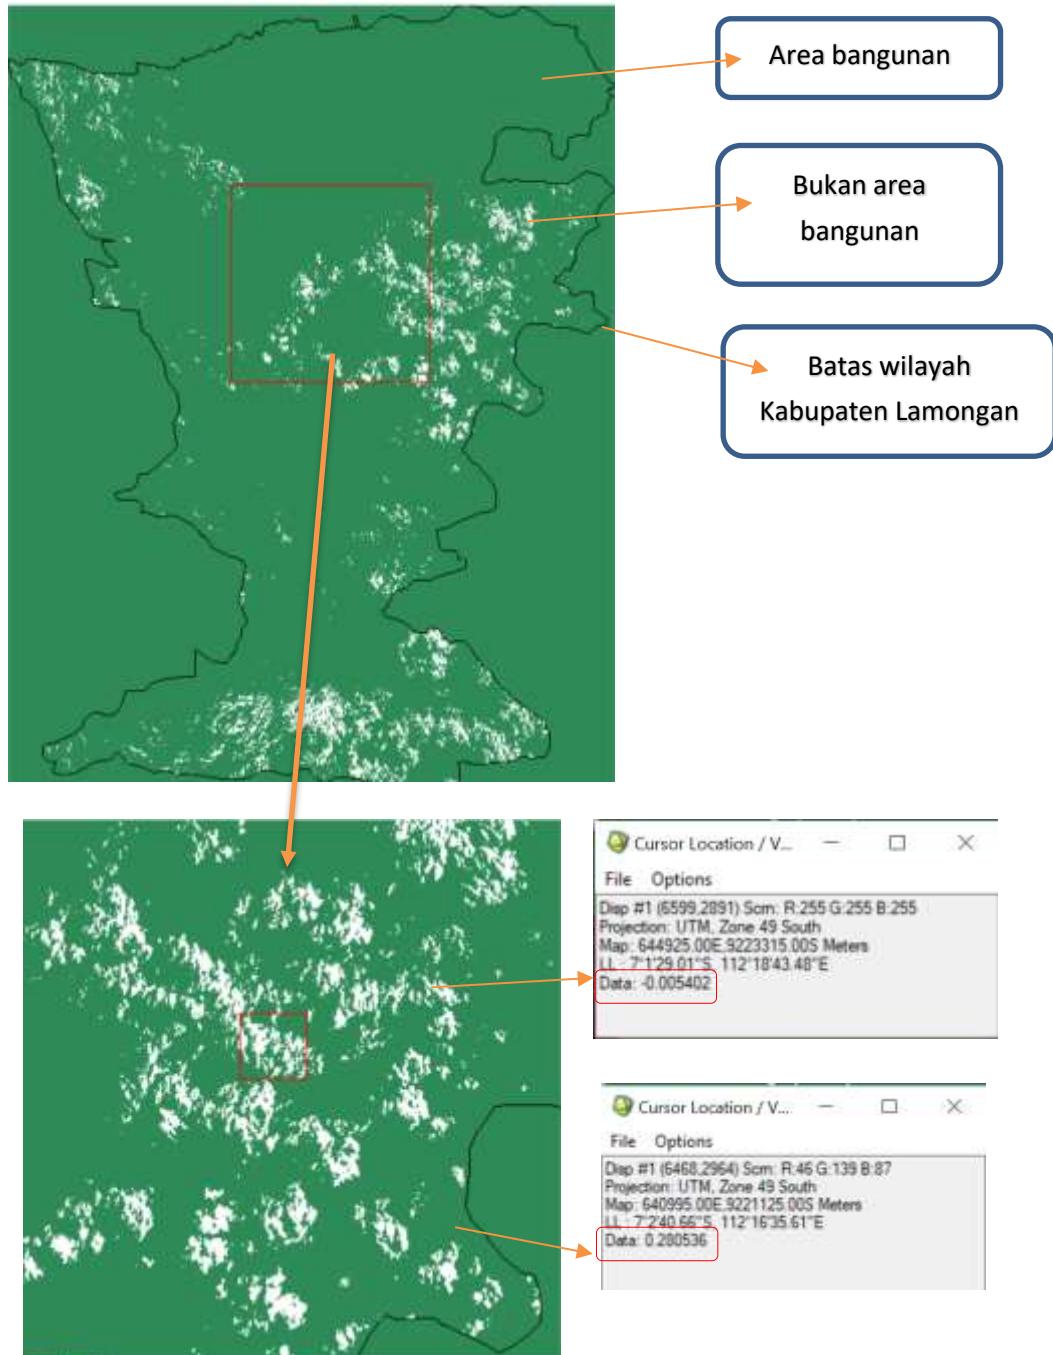 Area bangunan
Bukan area
bangunan
Batas wilayah
Kabupaten Lamongan
Cursor Location / V...
File Options
Disp #1 (6599,2891) Scrn: R:255 G:255 B:255
Projection: UTM, Zone 49 South
Map: 644925.00E,9223315.00S Meters
LL : 7°1'29.01"S, 112°18'43.48"E
Data: -0.005402
Cursor Location / V...
File Options
Disp #1 (6468,2964) Scrn: R:46 G:139 B:87
Projection: UTM, Zone 49 South
Map: 640995.00E,9221125.00S Meters
LL : 7°2'40.66"S, 112°16'35.61"E
Data: 0.280536